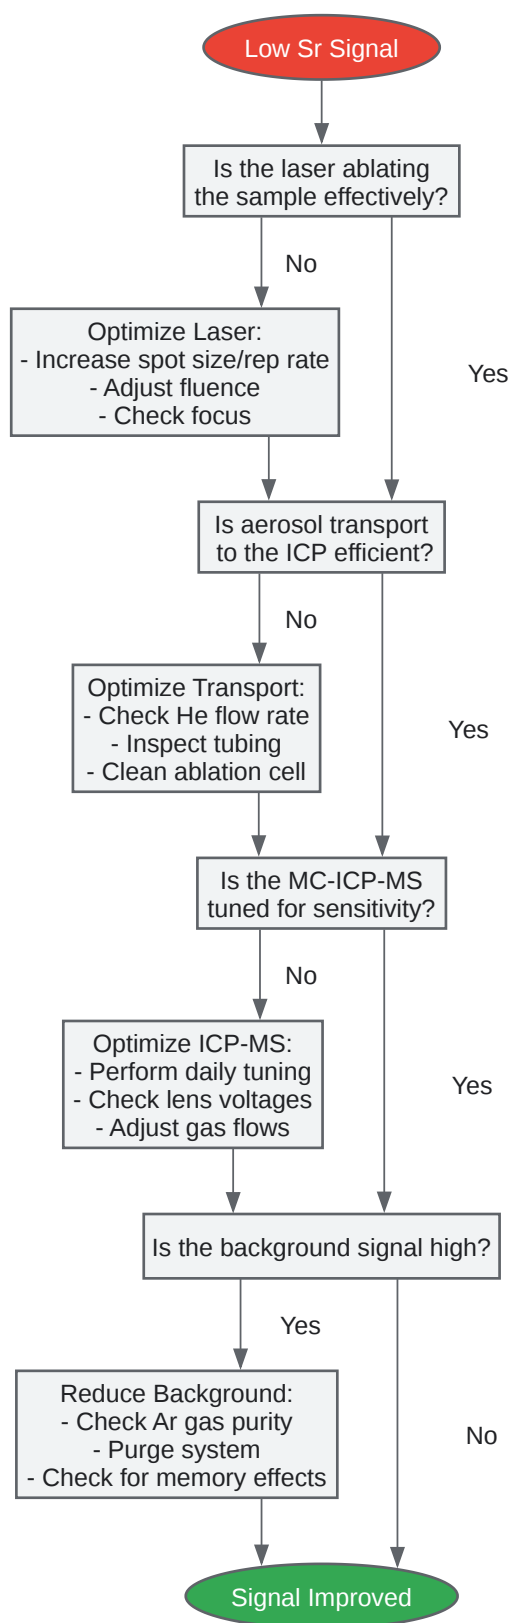 Low Sr Signal
Is the laser ablating
the sample effectively?
No
Optimize Laser:
- Increase spot size/rep rate
- Adjust fluence
- Check focus
Yes
Is aerosol transport
to the ICP efficient?
No
Optimize Transport:
- Check He flow rate
- Inspect tubing
- Clean ablation cell
Yes
Is the MC-ICP-MS
tuned for sensitivity?
No
Optimize ICP-MS:
- Perform daily tuning
- Check lens voltages
- Adjust gas flows
Yes
Is the background signal high?
Yes
Reduce Background:
- Check Ar gas purity
- Purge system
- Check for memory effects
No
Signal Improved